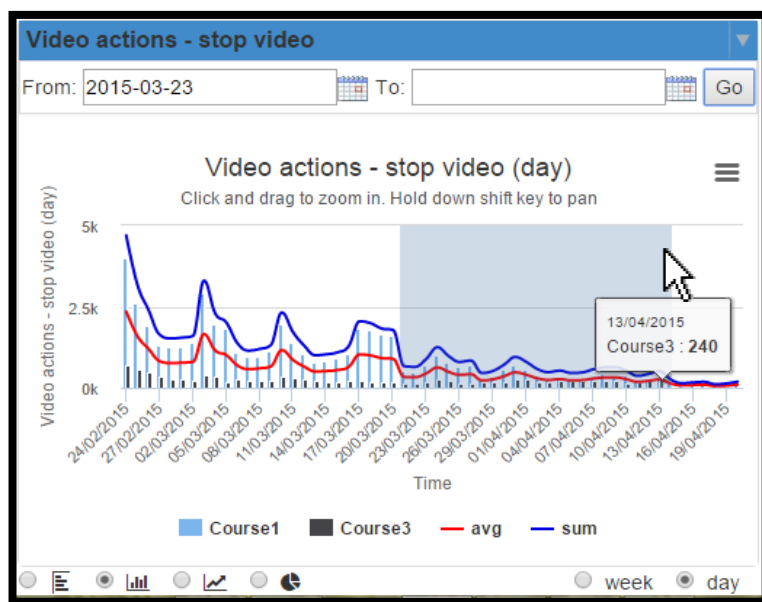 Video actions - stop video
From: 2015-03-23 To: Go
Video actions - stop video (day)
Click and drag to zoom in. Hold down shift key to pan
Video actions - stop video (day)
5k
2.5k
0k
13/04/2015
Course3 : 240
24/02/2015 27/02/2015 02/03/2015 05/03/2015 08/03/2015 11/03/2015 14/03/2015 17/03/2015 20/03/2015 23/03/2015 26/03/2015 29/03/2015 01/04/2015 04/04/2015 07/04/2015 10/04/2015 13/04/2015 16/04/2015 19/04/2015
Time
Course1 Course3 avg sum
week day